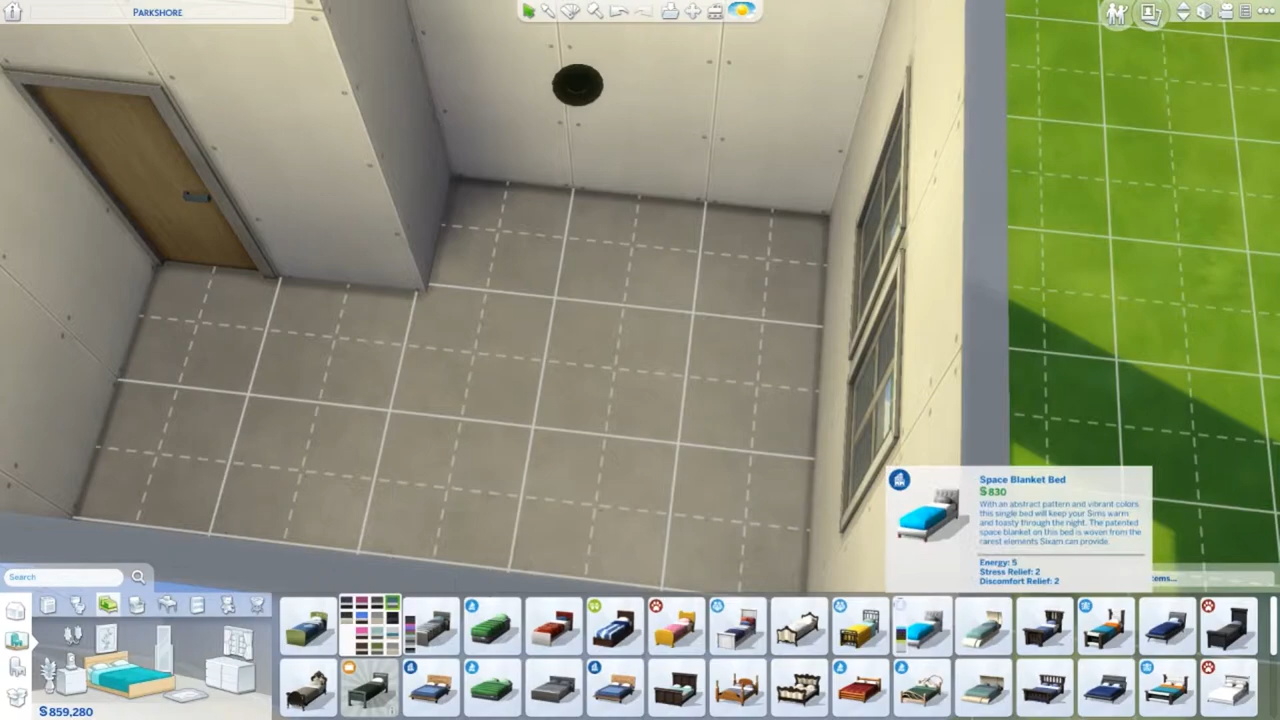 PARKSHORE
Space Blanket Bed
§830
With an abstract pattern and vibrant colors,
this single bed will keep your Sims warm
and toasty through the night. The patented
space blanket on this bed is woven from the
rarest elements Sixam can provide.
Energy: 5
Stress Relief: 2
Discomfort Relief: 2
Search
§859,280